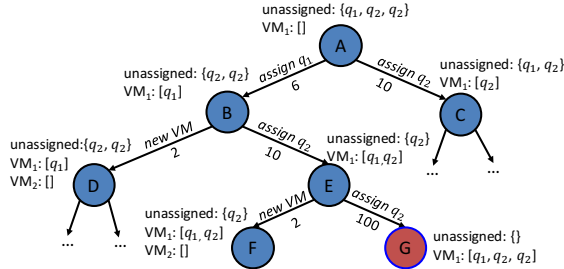 unassigned: {q₁, q₂, q₂}
VM₁: []
A
assign q₁
6
assign q₂
10
unassigned: {q₁, q₂}
VM₁: [q₂]
C
...
...
unassigned: {q₂, q₂}
VM₁: [q₁]
B
new VM
2
assign q₂
10
unassigned: {q₂}
VM₁: [q₁,q₂]
E
unassigned:{q₂, q₂}
VM₁: [q₁]
VM₂: []
D
...
...
new VM
2
assign q₂
100
unassigned: {q₂}
VM₁: [q₁, q₂]
VM₂: []
F
G
unassigned: {}
VM₁: [q₁, q₂, q₂]